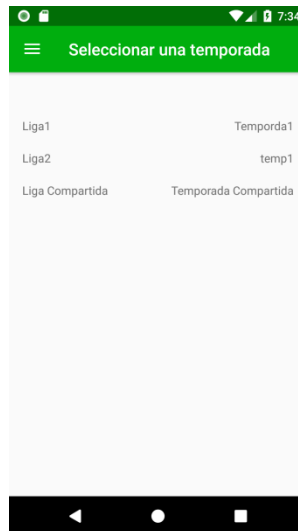 7:34
Seleccionar una temporada
Liga1 Temporda1
Liga2 temp1
Liga Compartida Temporada Compartida